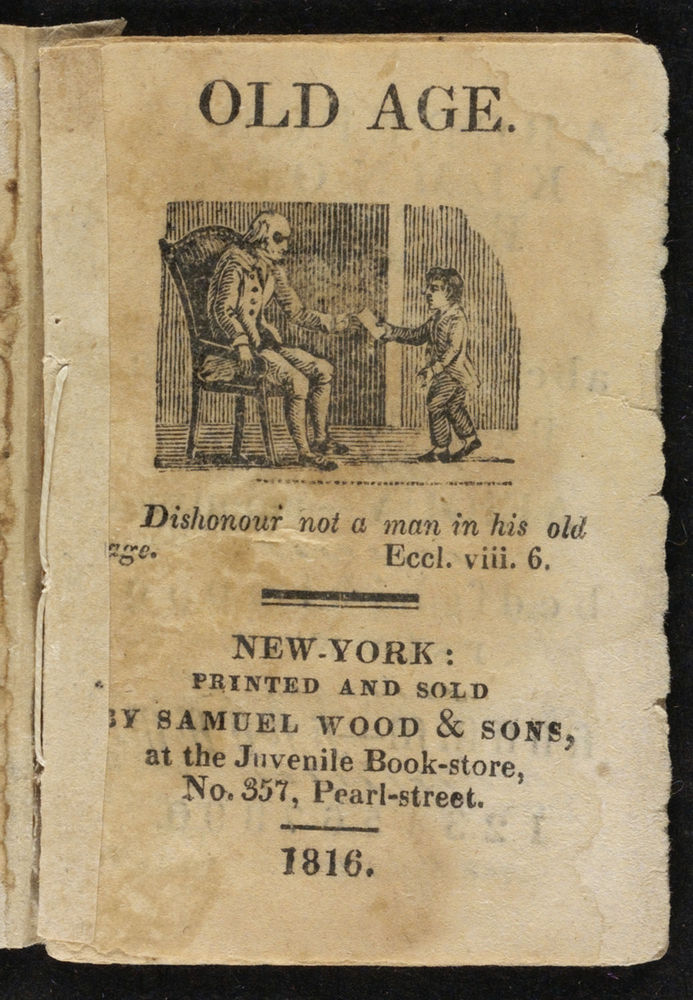 OLD AGE.
Dishonour not a man in his old
age. Eccl. viii. 6.
NEW-YORK:
PRINTED AND SOLD
BY SAMUEL WOOD & SONS,
at the Juvenile Book-store,
No. 357, Pearl-street.
1816.